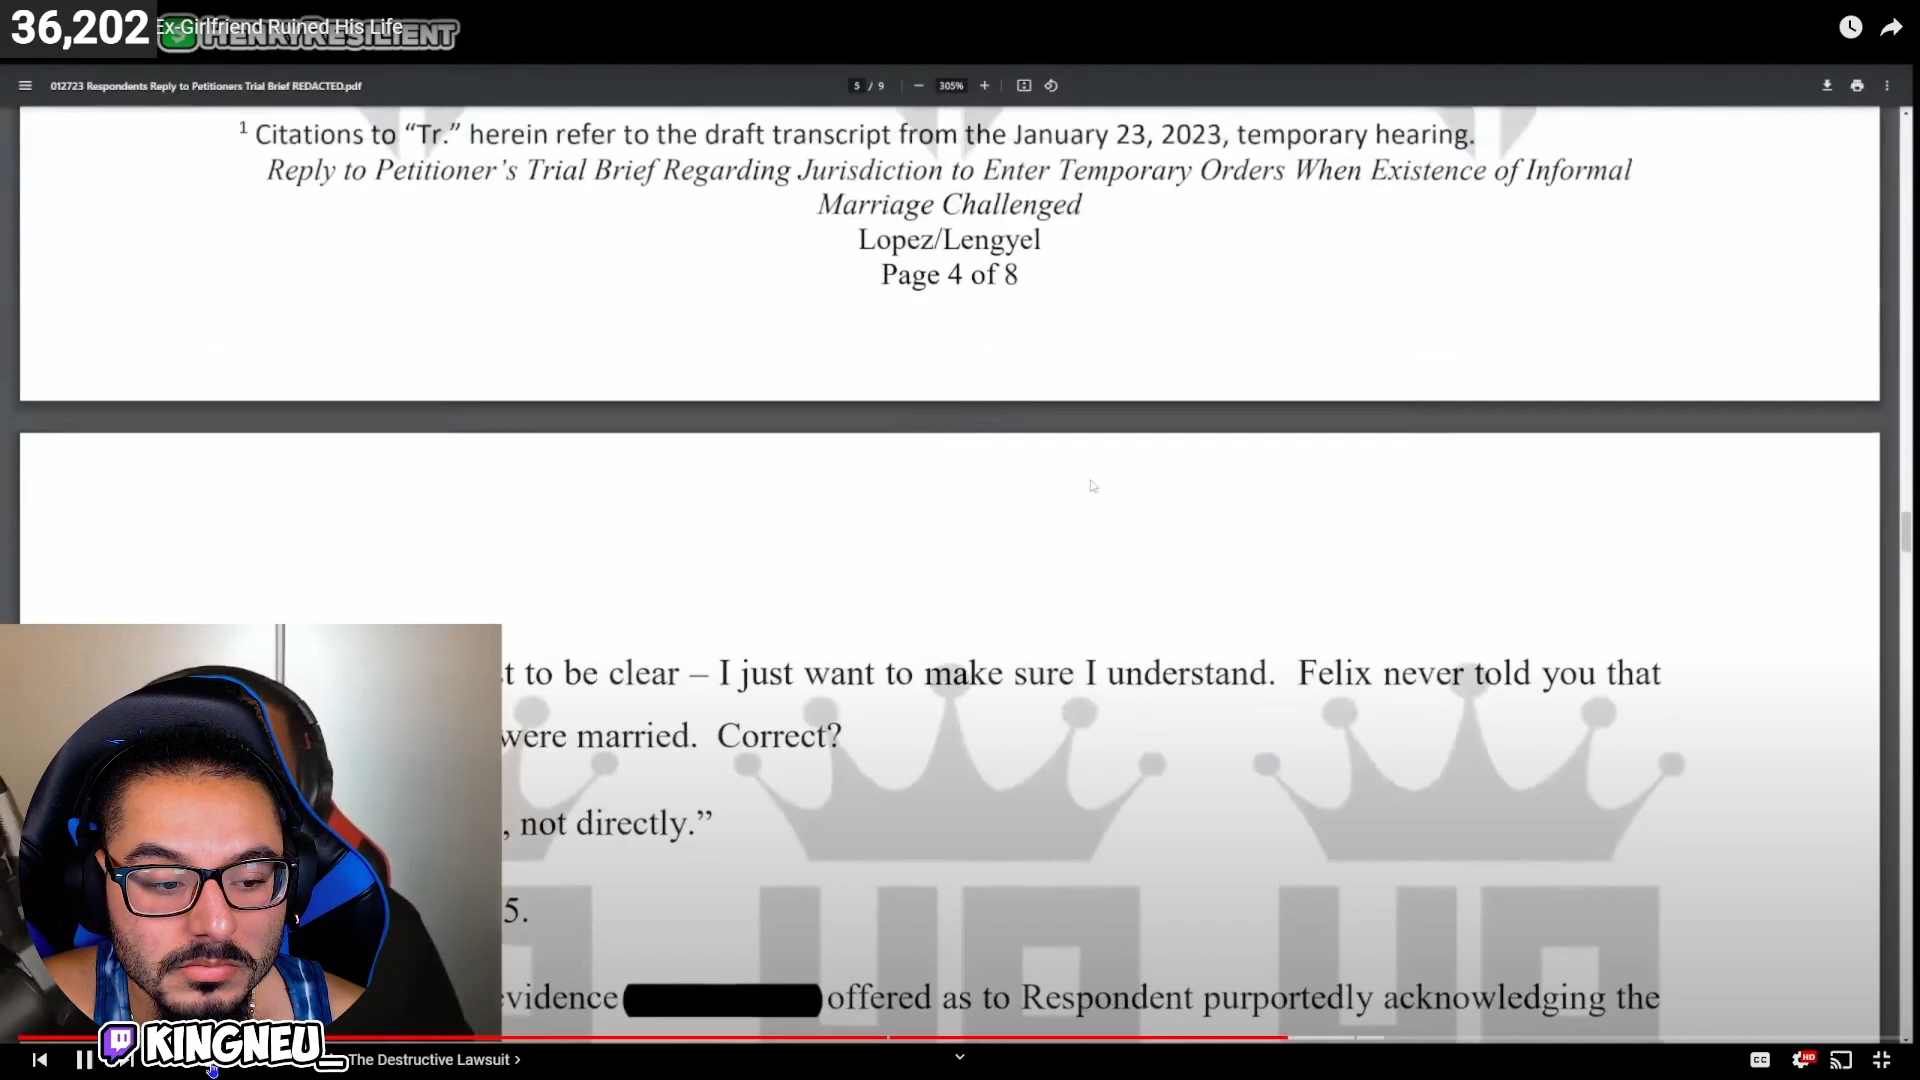 36,202
Ex-Girlfriend Ruined His Life
HENRYRESILIENT
012723 Respondents Reply to Petitioners Trial Brief REDACTED.pdf
5 / 9
305%
1 Citations to “Tr.” herein refer to the draft transcript from the January 23, 2023, temporary hearing.
Reply to Petitioner’s Trial Brief Regarding Jurisdiction to Enter Temporary Orders When Existence of Informal
Marriage Challenged
Lopez/Lengyel
Page 4 of 8
t to be clear – I just want to make sure I understand. Felix never told you that
were married. Correct?
, not directly.”
5.
vidence offered as to Respondent purportedly acknowledging the
KINGNEU_
The Destructive Lawsuit >
CC
HD